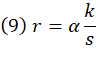 (9) r = α k/s